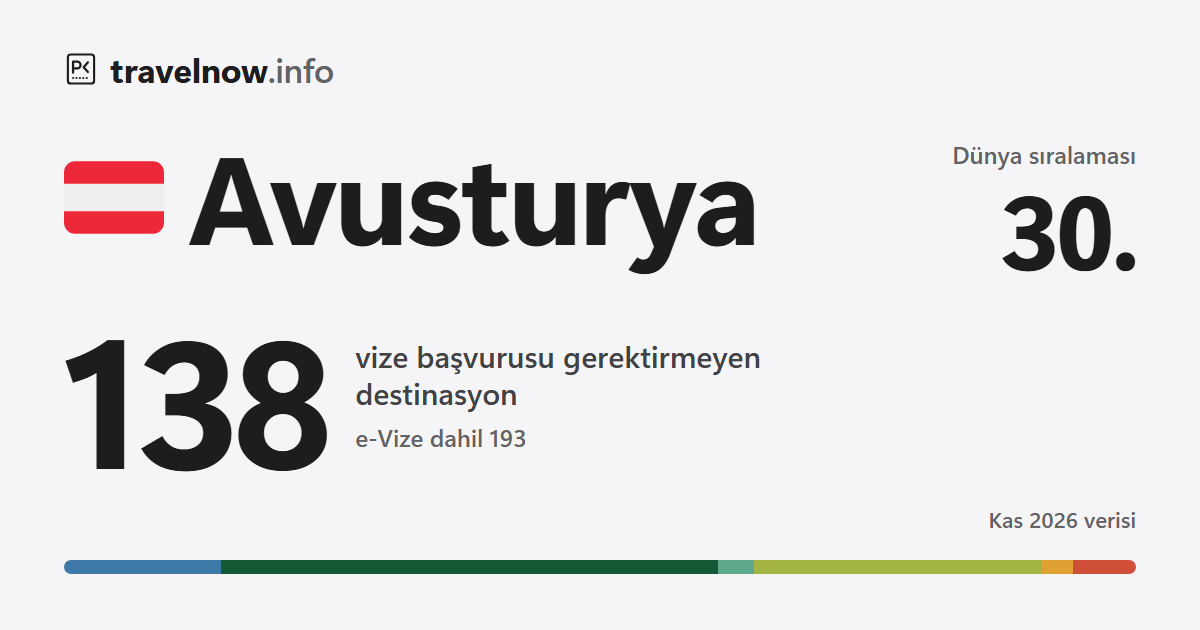 travelnow.info
Avusturya
Dünya sıralaması
30.
138
vize başvurusu gerektirmeyen
destinasyon
e-Vize dahil 193
Kas 2026 verisi